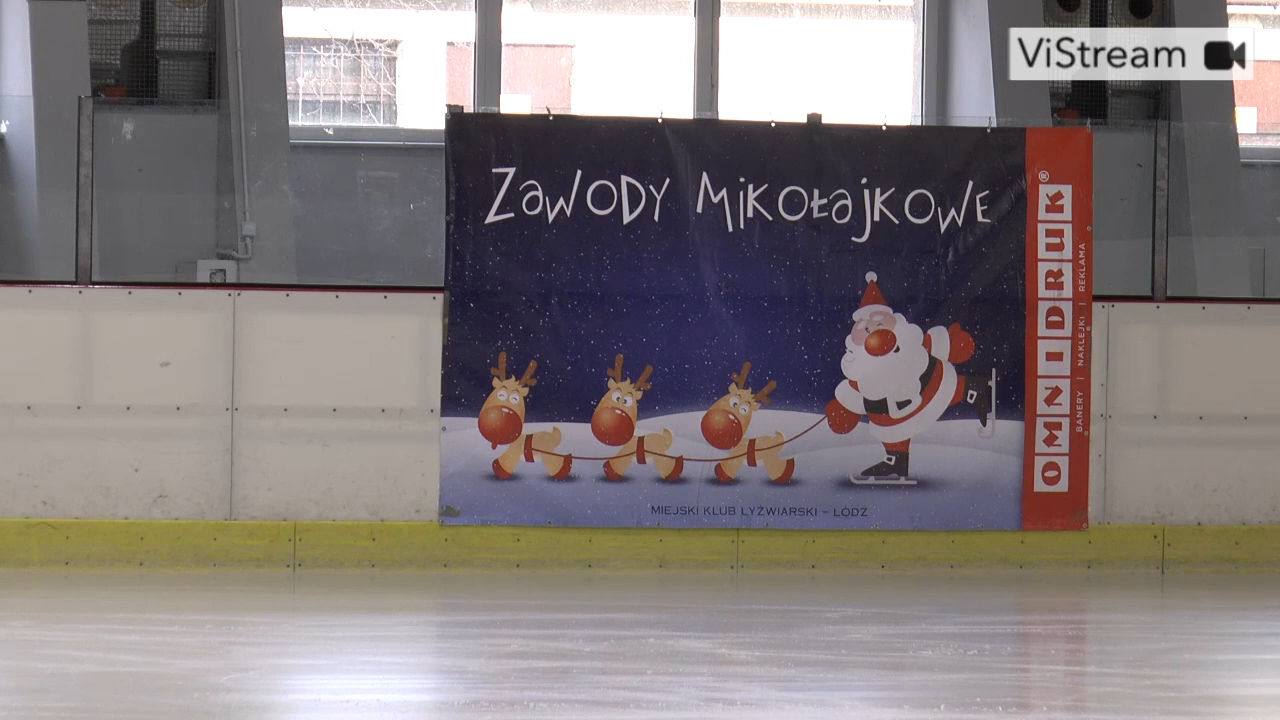 ViStream
ZaWODY MiKOŁaJKOWE
OMNIDRUK®
BANERY | NAKLEJKI | REKLAMA
MIEJSKI KLUB ŁYŻWIARSKI – ŁÓDŹ